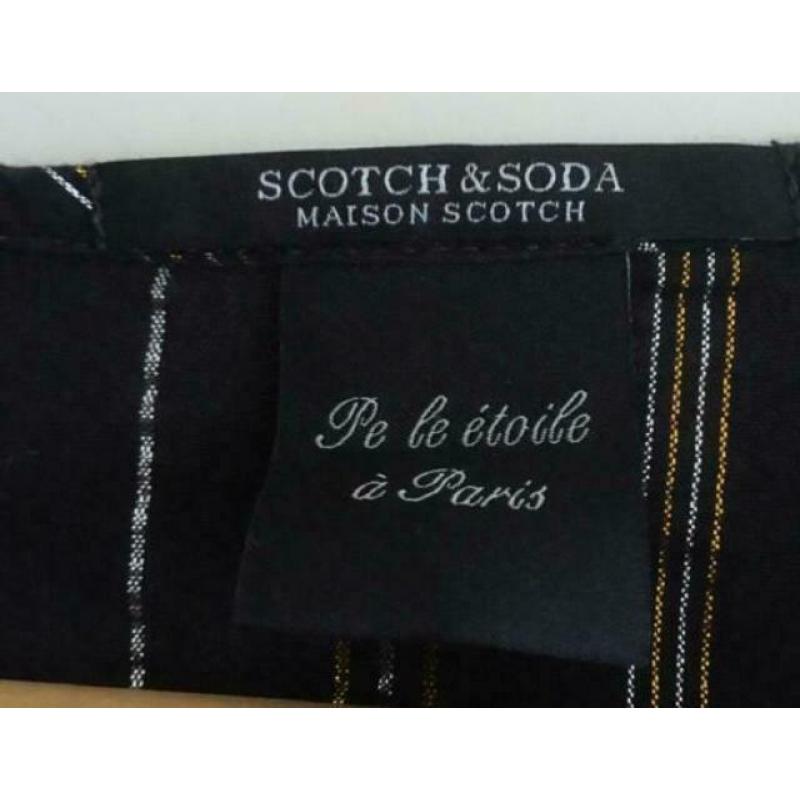 SCOTCH & SODA
MAISON SCOTCH
Pe le étoile
à Paris